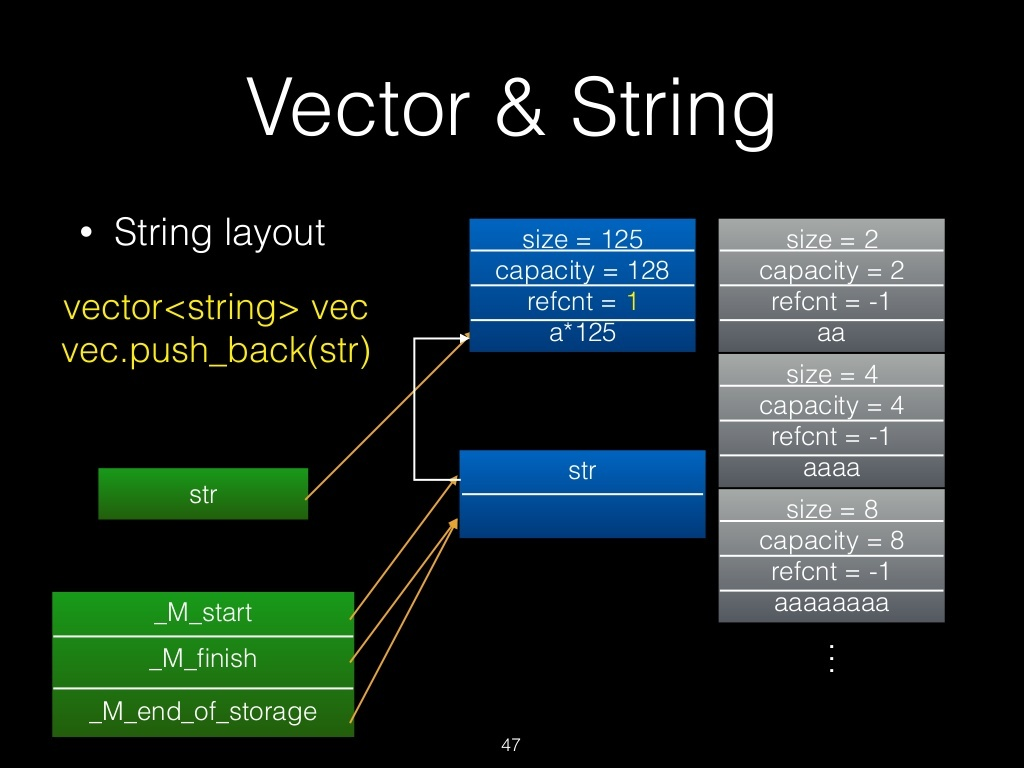 Vector & String
• String layout
vector<string> vec
vec.push_back(str)
str
_M_start
_M_finish
_M_end_of_storage
size = 125
capacity = 128
refcnt = 1
a*125
str
size = 2
capacity = 2
refcnt = -1
aa
size = 4
capacity = 4
refcnt = -1
aaaa
size = 8
capacity = 8
refcnt = -1
aaaaaaaa
⋮
47